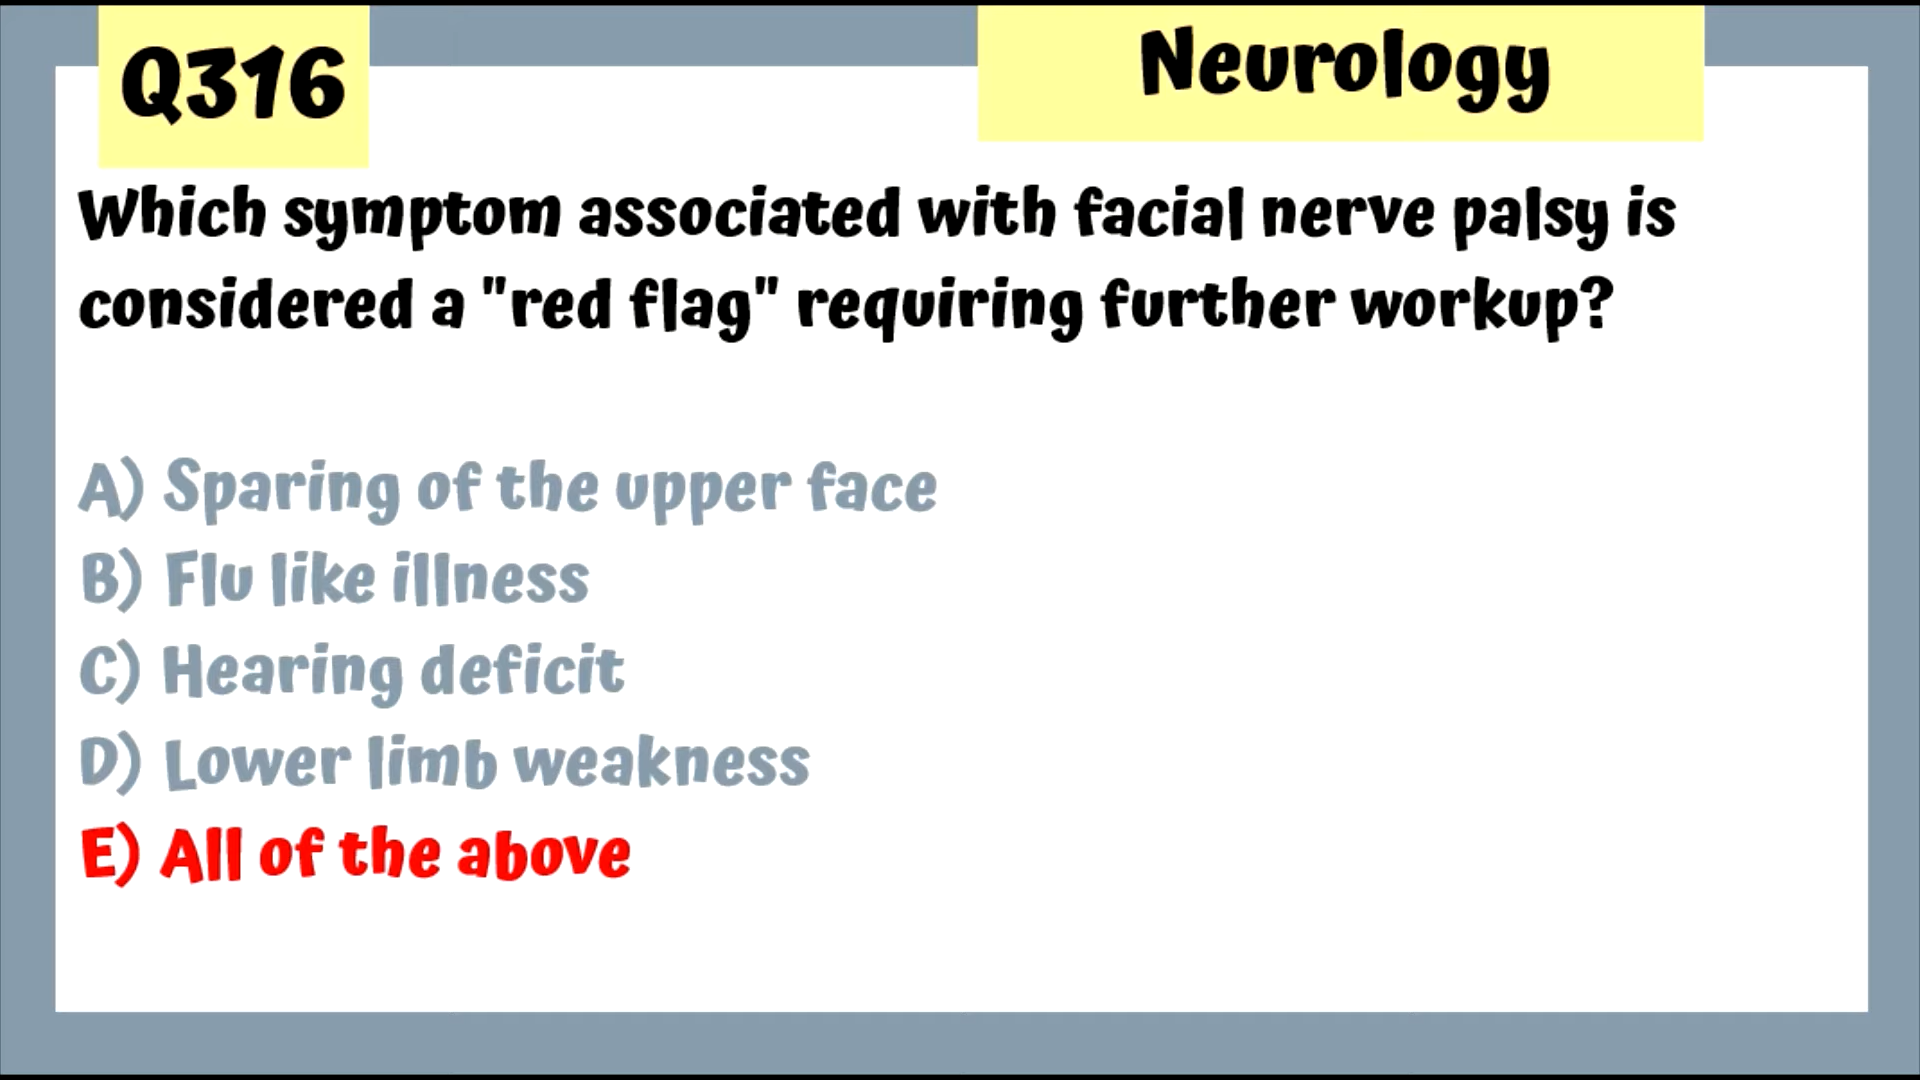 Q316
Neurology
Which symptom associated with facial nerve palsy is
considered a "red flag" requiring further workup?
A) Sparing of the upper face
B) Flu like illness
C) Hearing deficit
D) Lower limb weakness
E) All of the above